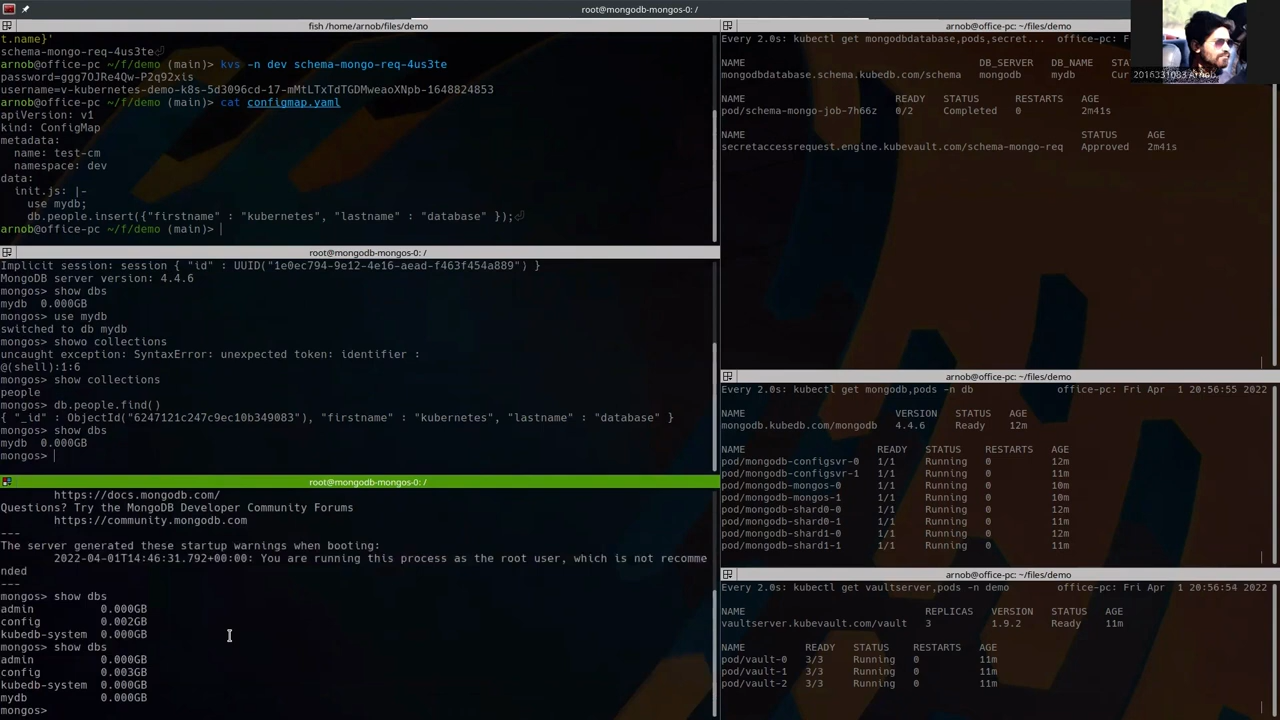 root@mongodb-mongos-0: /
fish /home/arnob/files/demo
t.name}'
schema-mongo-req-4us3te⏎
arnob@office-pc ~/f/demo (main)> kvs -n dev schema-mongo-req-4us3te
password=ggg7OJRe4Qw-P2q92xis
username=v-kubernetes-demo-k8s-5d3096cd-17-mMtLTxTdTGDMweaoXNpb-1648824853
arnob@office-pc ~/f/demo (main)> cat configmap.yaml
apiVersion: v1
kind: ConfigMap
metadata:
  name: test-cm
  namespace: dev
data:
  init.js: |-
    use mydb;
    db.people.insert({"firstname" : "kubernetes", "lastname" : "database" });⏎
arnob@office-pc ~/f/demo (main)>
root@mongodb-mongos-0: /
Implicit session: session { "id" : UUID("1e0ec794-9e12-4e16-aead-f463f454a889") }
MongoDB server version: 4.4.6
mongos> show dbs
mydb  0.000GB
mongos> use mydb
switched to db mydb
mongos> showo collections
uncaught exception: SyntaxError: unexpected token: identifier :
@(shell):1:6
mongos> show collections
people
mongos> db.people.find()
{ "_id" : ObjectId("6247121c247c9ec10b349083"), "firstname" : "kubernetes", "lastname" : "database" }
mongos> show dbs
mydb  0.000GB
mongos>
root@mongodb-mongos-0: /
https://docs.mongodb.com/
Questions? Try the MongoDB Developer Community Forums
https://community.mongodb.com
---
The server generated these startup warnings when booting:
2022-04-01T14:46:31.792+00:00: You are running this process as the root user, which is not recomme
nded
---
mongos> show dbs
admin          0.000GB
config         0.002GB
kubedb-system  0.000GB
mongos> show dbs
admin          0.000GB
config         0.003GB
kubedb-system  0.000GB
mydb           0.000GB
mongos>
arnob@office-pc: ~/files/demo
Every 2.0s: kubectl get mongodbdatabase,pods,secret...  office-pc: F
NAME  DB_SERVER  DB_NAME  STATUS
mongodbdatabase.schema.kubedb.com/schema  mongodb  mydb  Cur
NAME  READY  STATUS  RESTARTS  AGE
pod/schema-mongo-job-7h66z  0/2  Completed  0  2m41s
NAME  STATUS  AGE
secretaccessrequest.engine.kubevault.com/schema-mongo-req  Approved  2m41s
2016331083 Arnob
arnob@office-pc: ~/files/demo
Every 2.0s: kubectl get mongodb,pods -n db  office-pc: Fri Apr  1 20:56:55 2022
NAME  VERSION  STATUS  AGE
mongodb.kubedb.com/mongodb  4.4.6  Ready  12m
NAME  READY  STATUS  RESTARTS  AGE
pod/mongodb-configsvr-0  1/1  Running  0  12m
pod/mongodb-configsvr-1  1/1  Running  0  11m
pod/mongodb-mongos-0  1/1  Running  0  10m
pod/mongodb-mongos-1  1/1  Running  0  10m
pod/mongodb-shard0-0  1/1  Running  0  12m
pod/mongodb-shard0-1  1/1  Running  0  11m
pod/mongodb-shard1-0  1/1  Running  0  12m
pod/mongodb-shard1-1  1/1  Running  0  11m
arnob@office-pc: ~/files/demo
Every 2.0s: kubectl get vaultserver,pods -n demo  office-pc: Fri Apr  1 20:56:54 2022
NAME  REPLICAS  VERSION  STATUS  AGE
vaultserver.kubevault.com/vault  3  1.9.2  Ready  11m
NAME  READY  STATUS  RESTARTS  AGE
pod/vault-0  3/3  Running  0  11m
pod/vault-1  3/3  Running  0  11m
pod/vault-2  3/3  Running  0  11m